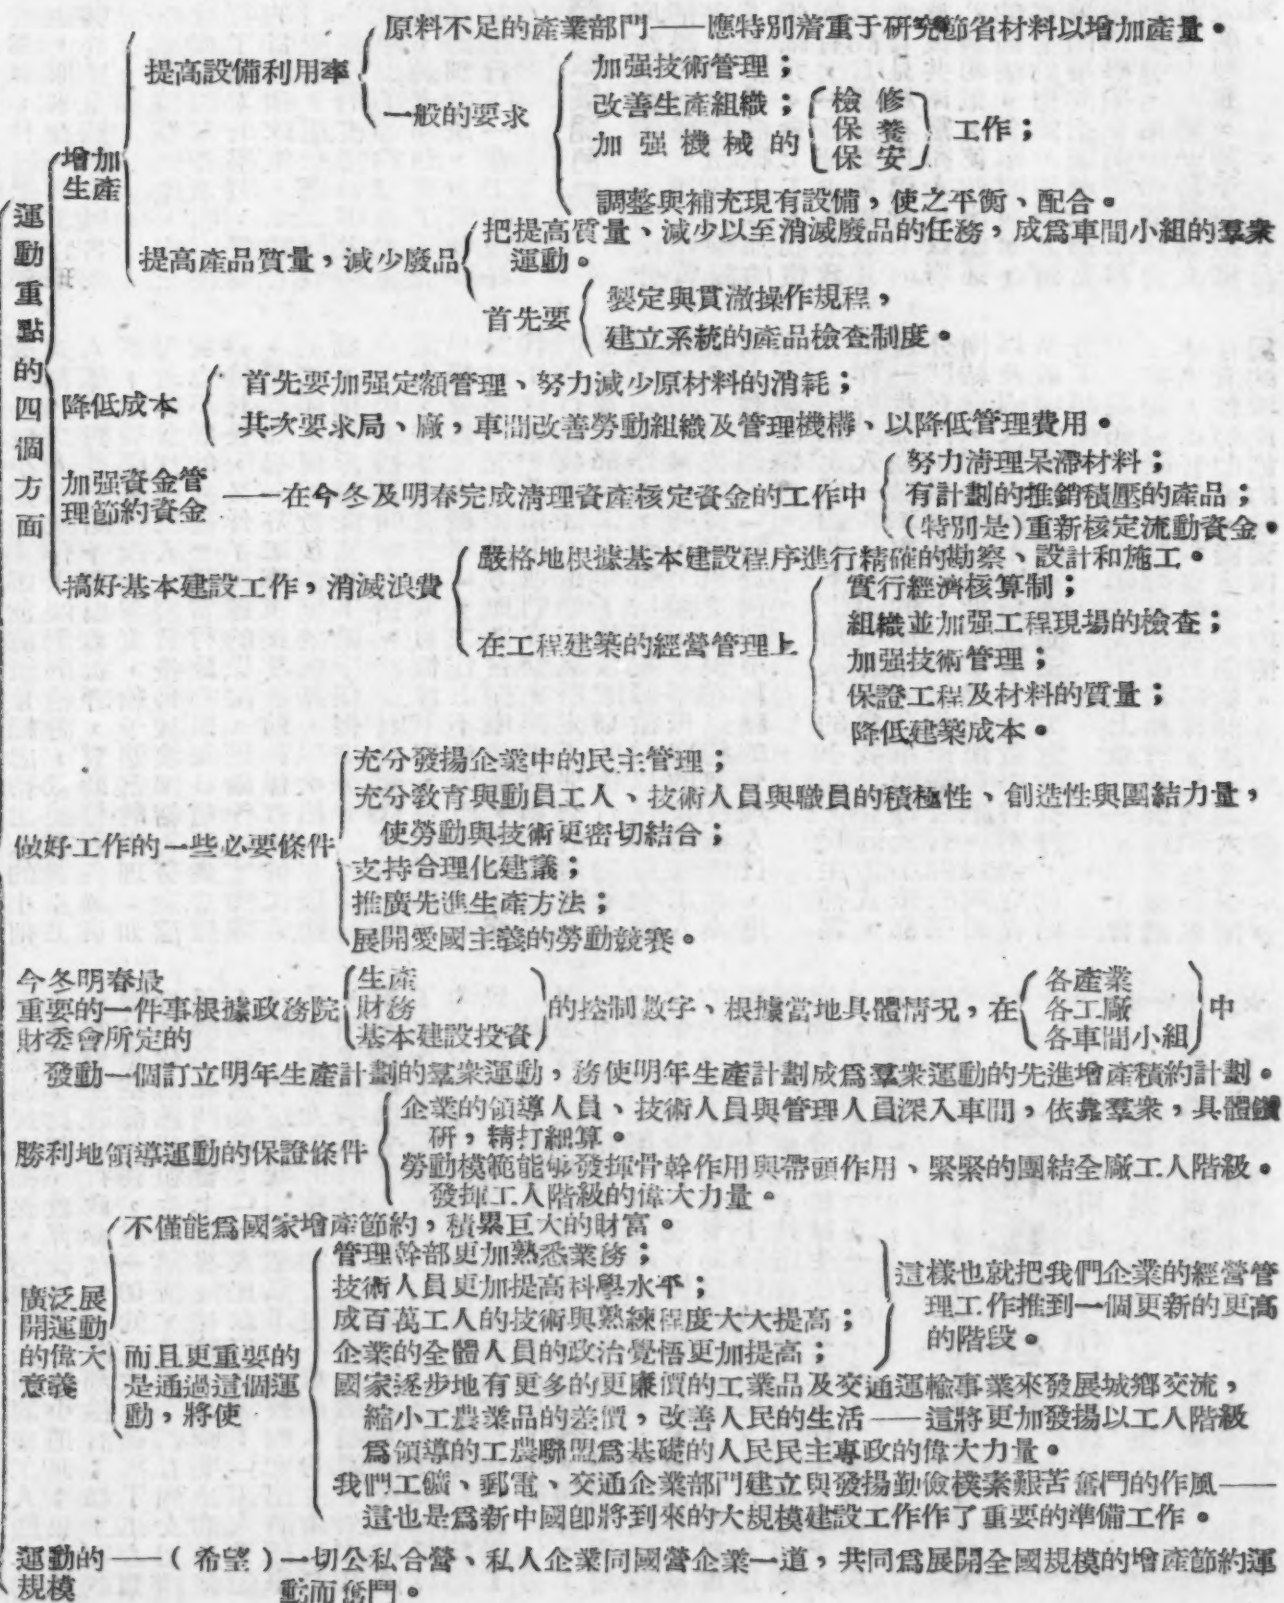 運動重點的四個方面
增加
生產
提高設備利用率
原料不足的產業部門——應特別着重于研究節省材料以增加產量。
一般的要求
加强技術管理；
改善生產組織；
加强機械的
檢修
保養
保安
工作；
調整與補充現有設備，使之平衡、配合。
提高產品質量，減少廢品
把提高質量、減少以至消滅廢品的任務，成爲車間小組的羣衆
運動。
首先要
製定與貫澈操作規程，
建立系統的產品檢查制度。
降低成本
首先要加强定額管理、努力減少原材料的消耗；
其次要求局、廠，車間改善勞動組織及管理機構、以降低管理費用。
加强資金管
理節約資金
——在今冬及明春完成清理資產核定資金的工作中
努力清理呆滯材料；
有計劃的推銷積壓的產品；
(特別是)重新核定流動資金。
搞好基本建設工作，消滅浪費
嚴格地根據基本建設程序進行精確的勘察、設計和施工。
在工程建築的經營管理上
實行經濟核算制；
組織並加强工程現場的檢查；
加强技術管理；
保證工程及材料的質量；
降低建築成本。
做好工作的一些必要條件
充分發揚企業中的民主管理；
充分教育與動員工人、技術人員與職員的積極性、創造性與團結力量，
使勞動與技術更密切結合；
支持合理化建議；
推廣先進生產方法；
展開愛國主義的勞動競賽。
今冬明春最
重要的一件事根據政務院
財委會所定的
生產
財務
基本建設投資
的控制數字、根據當地具體情況，在
各產業
各工廠
各車間小組
中
發動一個訂立明年生產計劃的羣衆運動，務使明年生產計劃成爲羣衆運動的先進增產積約計劃。
勝利地領導運動的保證條件
企業的領導人員、技術人員與管理人員深入車間，依靠羣衆，具體鑽
研，精打細算。
勞動模範能够發揮骨幹作用與帶頭作用、緊緊的團結全廠工人階級。
發揮工人階級的偉大力量。
廣泛展
開運動
的偉大
意義
不僅能爲國家增產節約，積累巨大的財富。
而且更重要的
是通過這個運
動，將使
管理幹部更加熟悉業務；
技術人員更加提高科學水平；
成百萬工人的技術與熟練程度大大提高；
企業的全體人員的政治覺悟更加提高；
這樣也就把我們企業的經營管
理工作推到一個更新的更高
的階段。
國家逐步地有更多的更廉價的工業品及交通運輸事業來發展城鄉交流，
縮小工農業品的差價，改善人民的生活——這將更加發揚以工人階級
爲領導的工農聯盟爲基礎的人民民主專政的偉大力量。
我們工礦、郵電、交通企業部門建立與發揚勤儉樸素艱苦奮鬥的作風——
這也是爲新中國卽將到來的大規模建設工作作了重要的準備工作。
運動的
規模
——(希望)一切公私合營、私人企業同國營企業一道，共同爲展開全國規模的增產節約運
動而奮鬥。